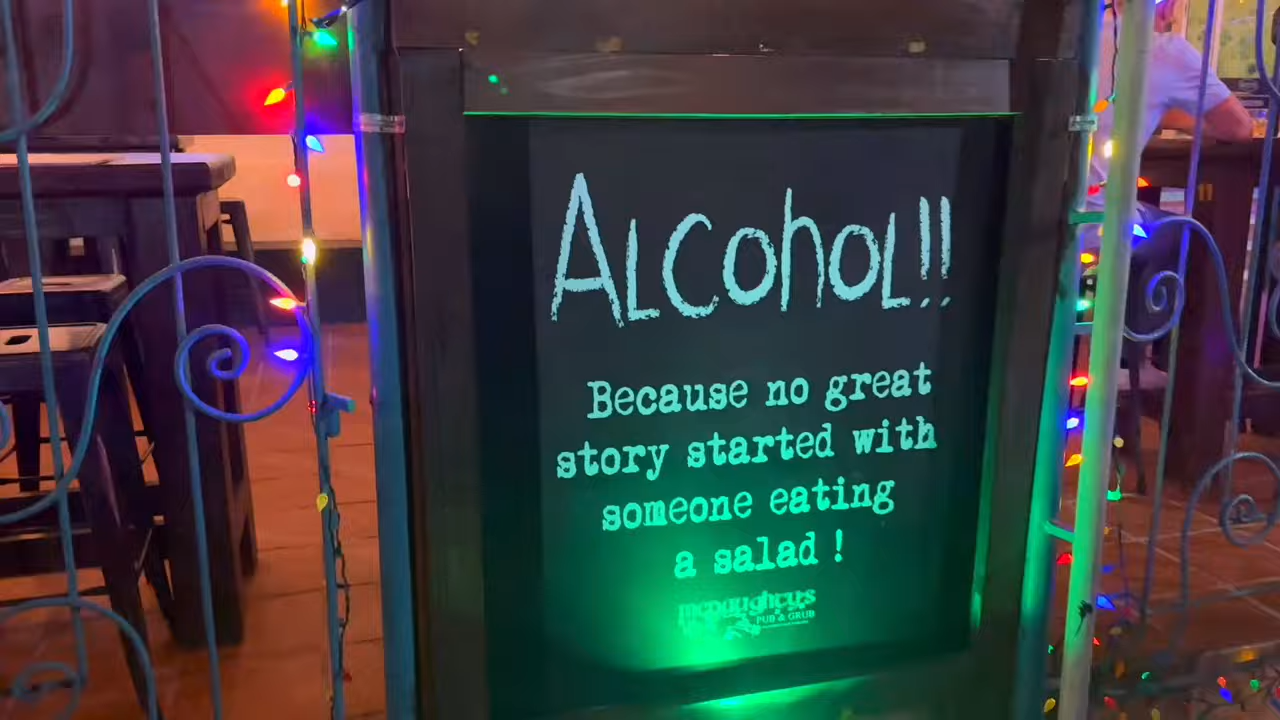 Alcohol!!
Because no great
story started with
someone eating
a salad !
PUB & GRUB